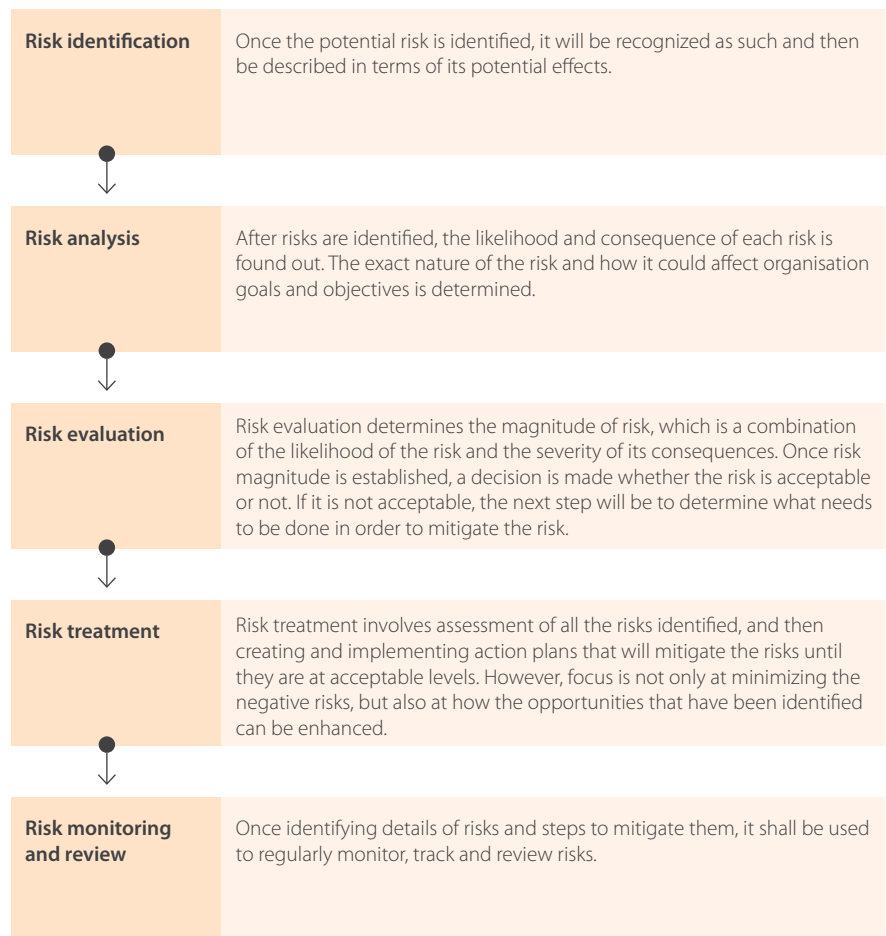 Risk identification
Once the potential risk is identified, it will be recognized as such and then
be described in terms of its potential effects.
Risk analysis
After risks are identified, the likelihood and consequence of each risk is
found out. The exact nature of the risk and how it could affect organisation
goals and objectives is determined.
Risk evaluation
Risk evaluation determines the magnitude of risk, which is a combination
of the likelihood of the risk and the severity of its consequences. Once risk
magnitude is established, a decision is made whether the risk is acceptable
or not. If it is not acceptable, the next step will be to determine what needs
to be done in order to mitigate the risk.
Risk treatment
Risk treatment involves assessment of all the risks identified, and then
creating and implementing action plans that will mitigate the risks until
they are at acceptable levels. However, focus is not only at minimizing the
negative risks, but also at how the opportunities that have been identified
can be enhanced.
Risk monitoring
and review
Once identifying details of risks and steps to mitigate them, it shall be used
to regularly monitor, track and review risks.